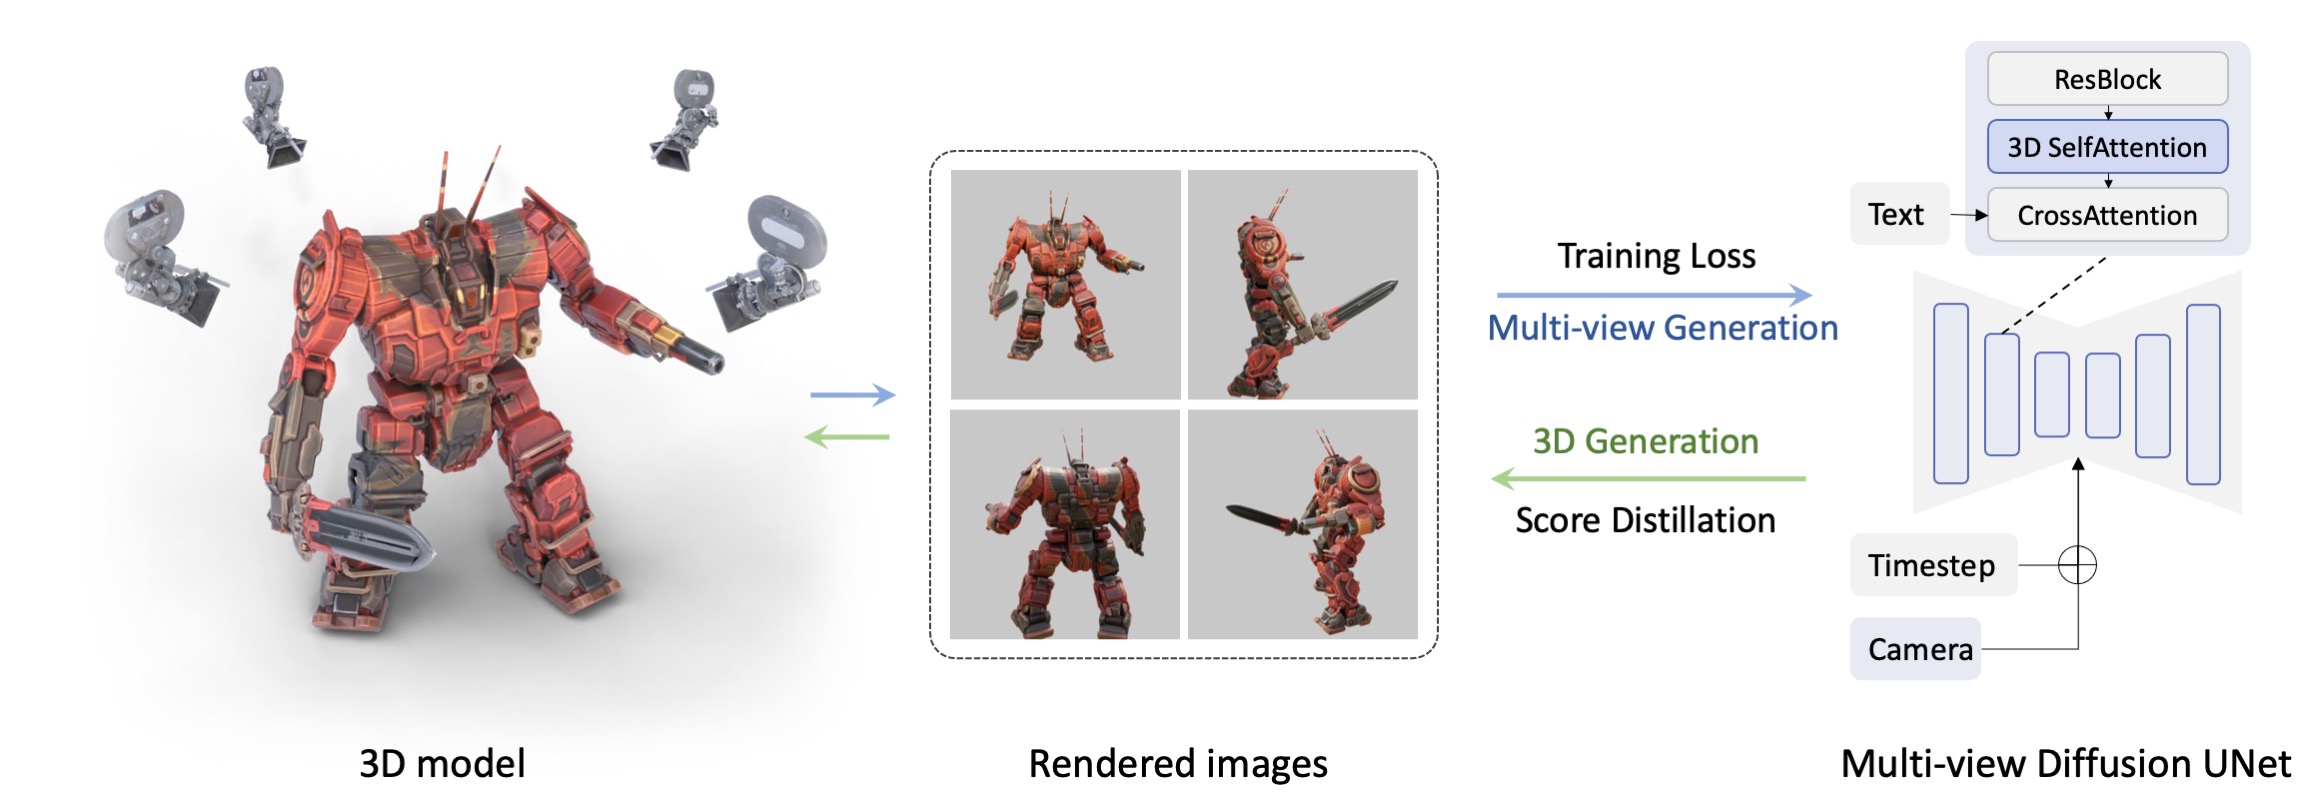 ResBlock
3D SelfAttention
Text
CrossAttention
Training Loss
Multi-view Generation
3D Generation
Score Distillation
Timestep
Camera
3D model
Rendered images
Multi-view Diffusion UNet